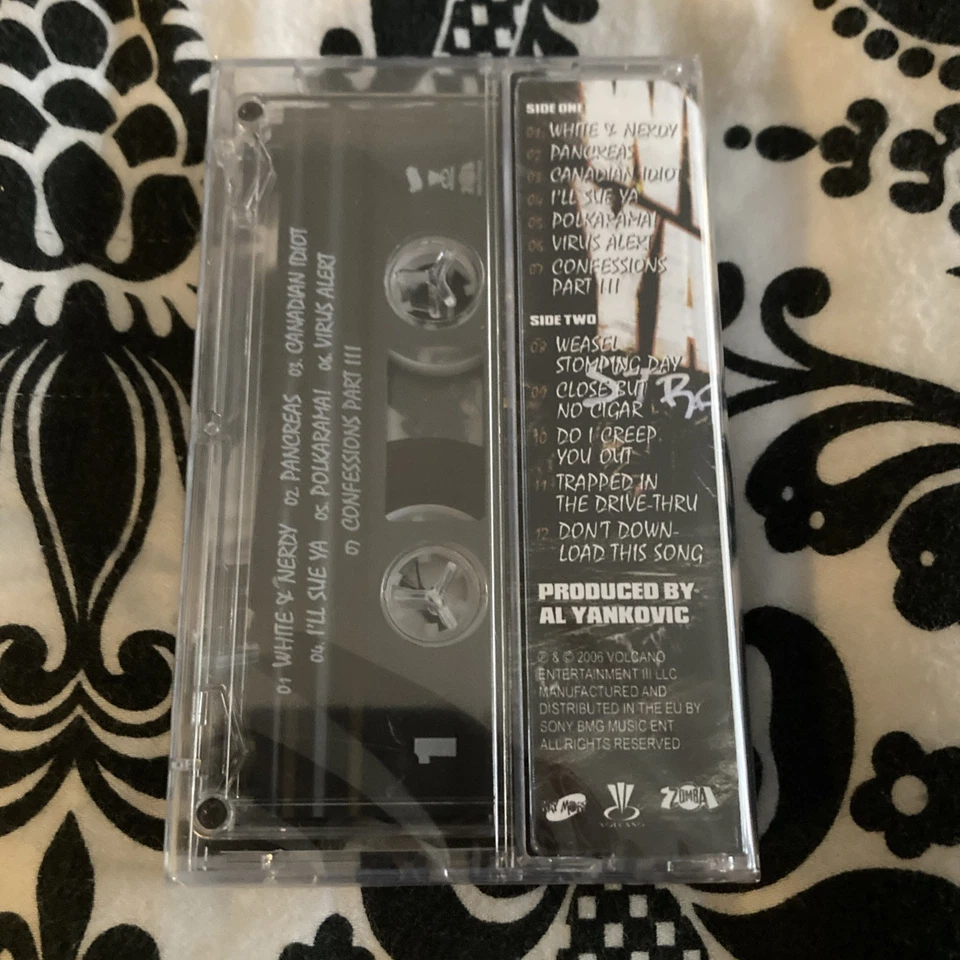 01 WHITE & NERDY 02. PANCREAS 03. CANADIAN IDIOT
04. I'LL SUE YA 05. POLKARAMA! 06. VIRUS ALERT
07 CONFESSIONS PART III
1
SIDE ONE
01. WHITE & NERDY
02 PANCREAS
03. CANADIAN IDIOT
04 I'LL SUE YA
05 POLKARAMA!
06 VIRUS ALERT
07 CONFESSIONS
PART III
SIDE TWO
WEASEL
STOMPING DAY
09 CLOSE BUT
NO CIGAR
10 DO I CREEP
YOU OUT
11 TRAPPED IN
THE DRIVE-THRU
12 DON'T DOWN-
LOAD THIS SONG
PRODUCED BY
AL YANKOVIC
℗ & © 2006 VOLCANO
ENTERTAINMENT III LLC
MANUFACTURED AND
DISTRIBUTED IN THE EU BY
SONY BMG MUSIC ENT
ALL RIGHTS RESERVED
VOLCANO
ZOMBA